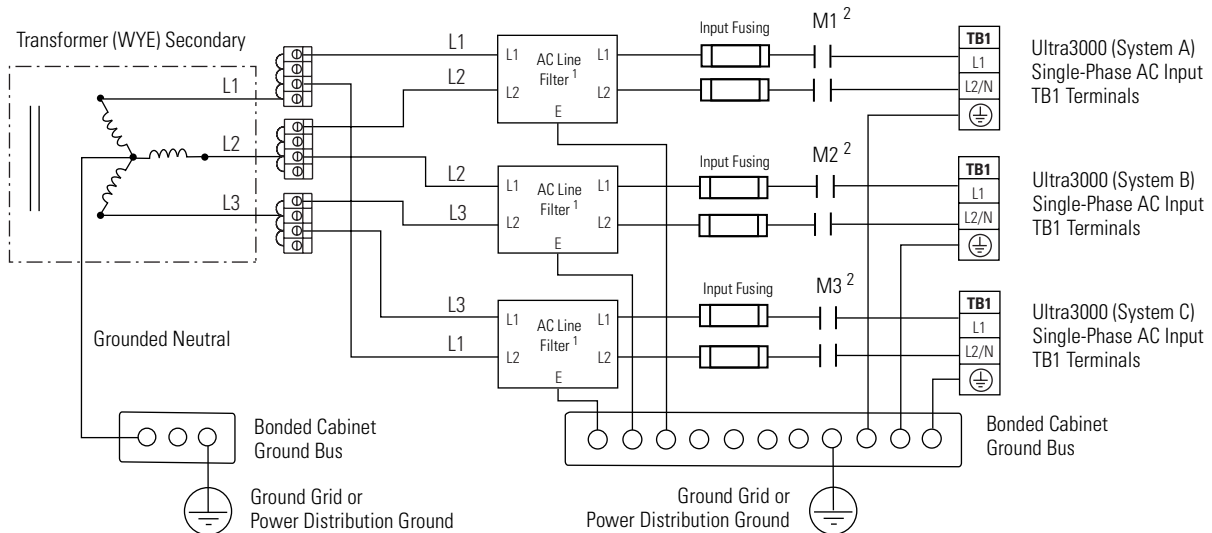 Transformer (WYE) Secondary
L1
L2
L3
Grounded Neutral
Bonded Cabinet
Ground Bus
Ground Grid or
Power Distribution Ground
L1
L2
L1
L2
AC Line
Filter 1
L1
L2
E
Input Fusing
M1 2
TB1
L1
L2/N
Ultra3000 (System A)
Single-Phase AC Input
TB1 Terminals
L2
L3
L1
L2
AC Line
Filter 1
L1
L2
E
Input Fusing
M2 2
TB1
L1
L2/N
Ultra3000 (System B)
Single-Phase AC Input
TB1 Terminals
L3
L1
L1
L2
AC Line
Filter 1
L1
L2
E
Input Fusing
M3 2
TB1
L1
L2/N
Ultra3000 (System C)
Single-Phase AC Input
TB1 Terminals
Bonded Cabinet
Ground Bus
Ground Grid or
Power Distribution Ground